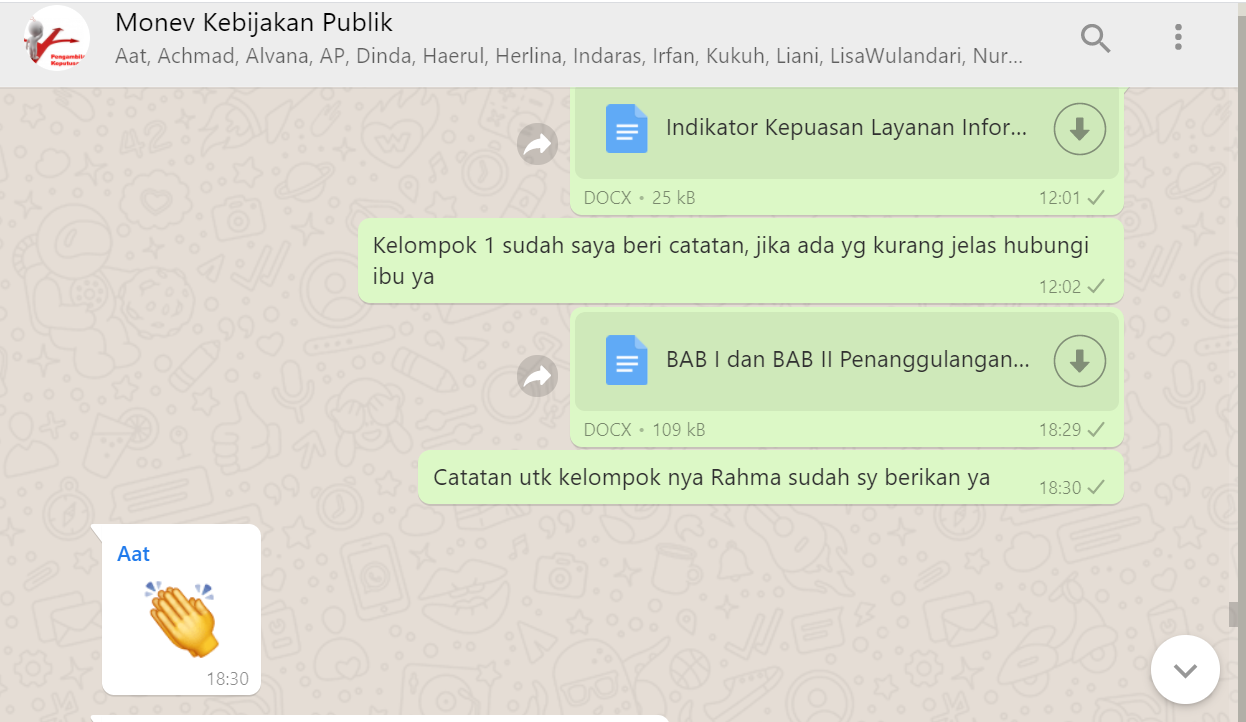 Monev Kebijakan Publik
Aat, Achmad, Alvana, AP, Dinda, Haerul, Herlina, Indaras, Irfan, Kukuh, Liani, LisaWulandari, Nur...
Pengambil
Keputusan
Indikator Kepuasan Layanan Infor...
DOCX • 25 kB
12:01
Kelompok 1 sudah saya beri catatan, jika ada yg kurang jelas hubungi
ibu ya
12:02
BAB I dan BAB II Penanggulangan...
DOCX • 109 kB
18:29
Catatan utk kelompok nya Rahma sudah sy berikan ya
18:30
Aat
18:30